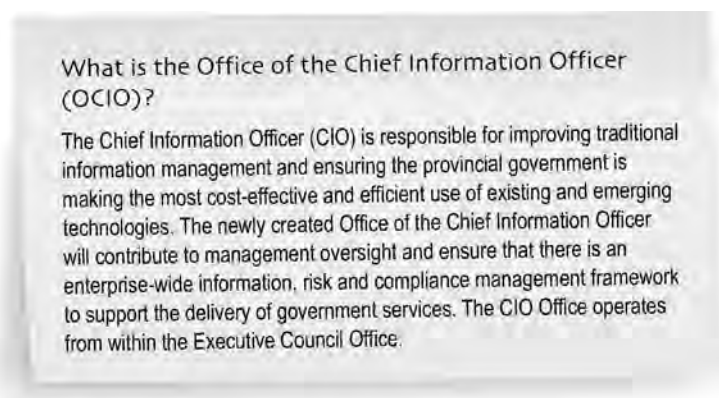 What is the Office of the Chief Information Officer
(OCIO)?
The Chief Information Officer (CIO) is responsible for improving traditional
information management and ensuring the provincial government is
making the most cost-effective and efficient use of existing and emerging
technologies. The newly created Office of the Chief Information Officer
will contribute to management oversight and ensure that there is an
enterprise-wide information, risk and compliance management framework
to support the delivery of government services. The CIO Office operates
from within the Executive Council Office.